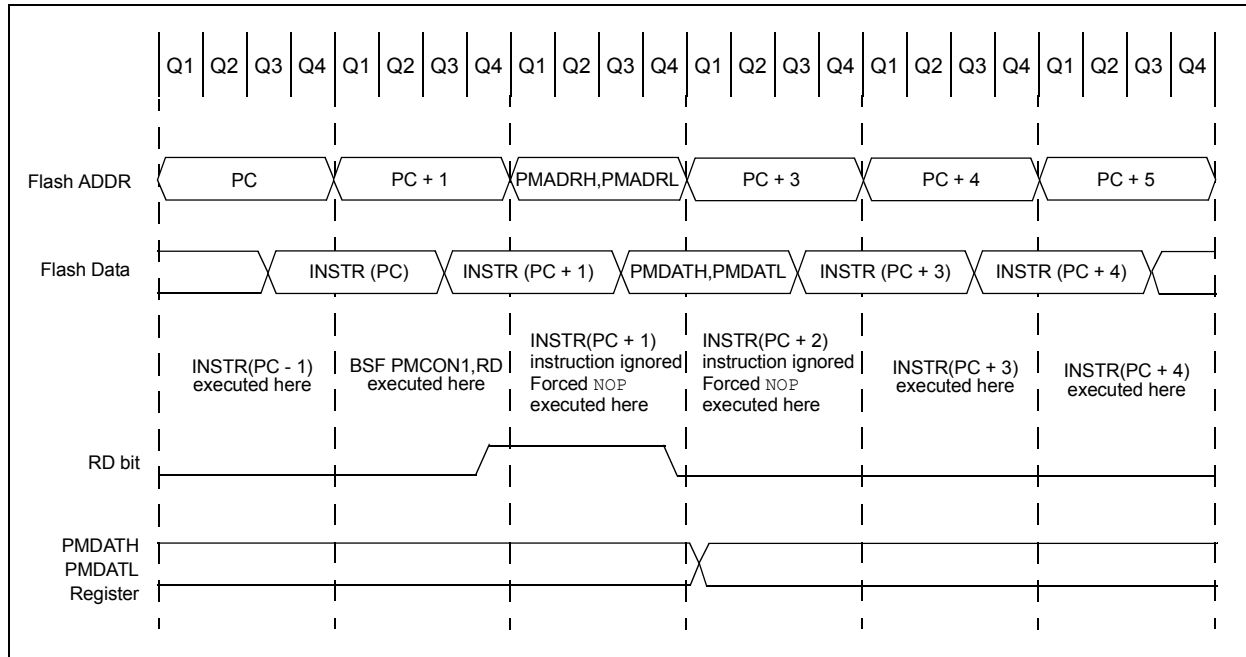 Q1 Q2 Q3 Q4 Q1 Q2 Q3 Q4 Q1 Q2 Q3 Q4 Q1 Q2 Q3 Q4 Q1 Q2 Q3 Q4 Q1 Q2 Q3 Q4
Flash ADDR PC PC + 1 PMADRH,PMADRL PC + 3 PC + 4 PC + 5
Flash Data INSTR (PC) INSTR (PC + 1) PMDATH,PMDATL INSTR (PC + 3) INSTR (PC + 4)
INSTR(PC - 1)
executed here
BSF PMCON1,RD
executed here
INSTR(PC + 1)
instruction ignored
Forced NOP
executed here
INSTR(PC + 2)
instruction ignored
Forced NOP
executed here
INSTR(PC + 3)
executed here
INSTR(PC + 4)
executed here
RD bit
PMDATH
PMDATL
Register